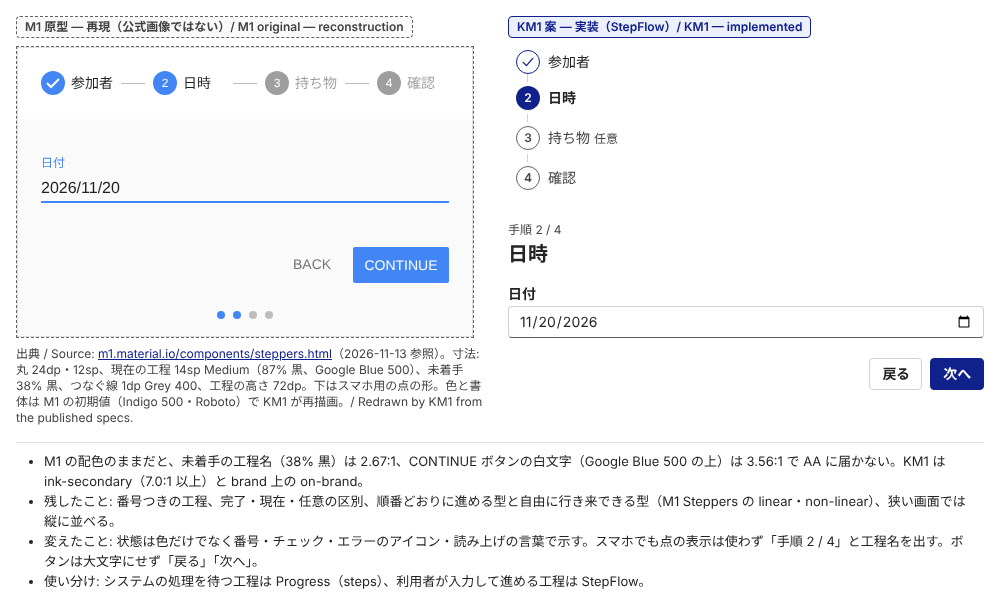 M1 原型 — 再現（公式画像ではない）/ M1 original — reconstruction
参加者
2
日時
3
持ち物
4
確認
日付
2026/11/20
BACK
CONTINUE
出典 / Source: m1.material.io/components/steppers.html（2026-11-13 参照）。寸法:
丸 24dp・12sp、現在の工程 14sp Medium（87% 黒、Google Blue 500）、未着手
38% 黒、つなぐ線 1dp Grey 400、工程の高さ 72dp。下はスマホ用の点の形。色と書
体は M1 の初期値（Indigo 500・Roboto）で KM1 が再描画。/ Redrawn by KM1 from
the published specs.
KM1 案 — 実装（StepFlow）/ KM1 — implemented
参加者
2 日時
3 持ち物 任意
4 確認
手順 2 / 4
日時
日付
11/20/2026
戻る
次へ
M1 の配色のままだと、未着手の工程名（38% 黒）は 2.67:1、CONTINUE ボタンの白文字（Google Blue 500 の上）は 3.56:1 で AA に届かない。KM1 は
ink-secondary（7.0:1 以上）と brand 上の on-brand。
残したこと: 番号つきの工程、完了・現在・任意の区別、順番どおりに進める型と自由に行き来できる型（M1 Steppers の linear・non-linear）、狭い画面では
縦に並べる。
変えたこと: 状態は色だけでなく番号・チェック・エラーのアイコン・読み上げの言葉で示す。スマホでも点の表示は使わず「手順 2 / 4」と工程名を出す。ボ
タンは大文字にせず「戻る」「次へ」。
使い分け: システムの処理を待つ工程は Progress（steps）、利用者が入力して進める工程は StepFlow。